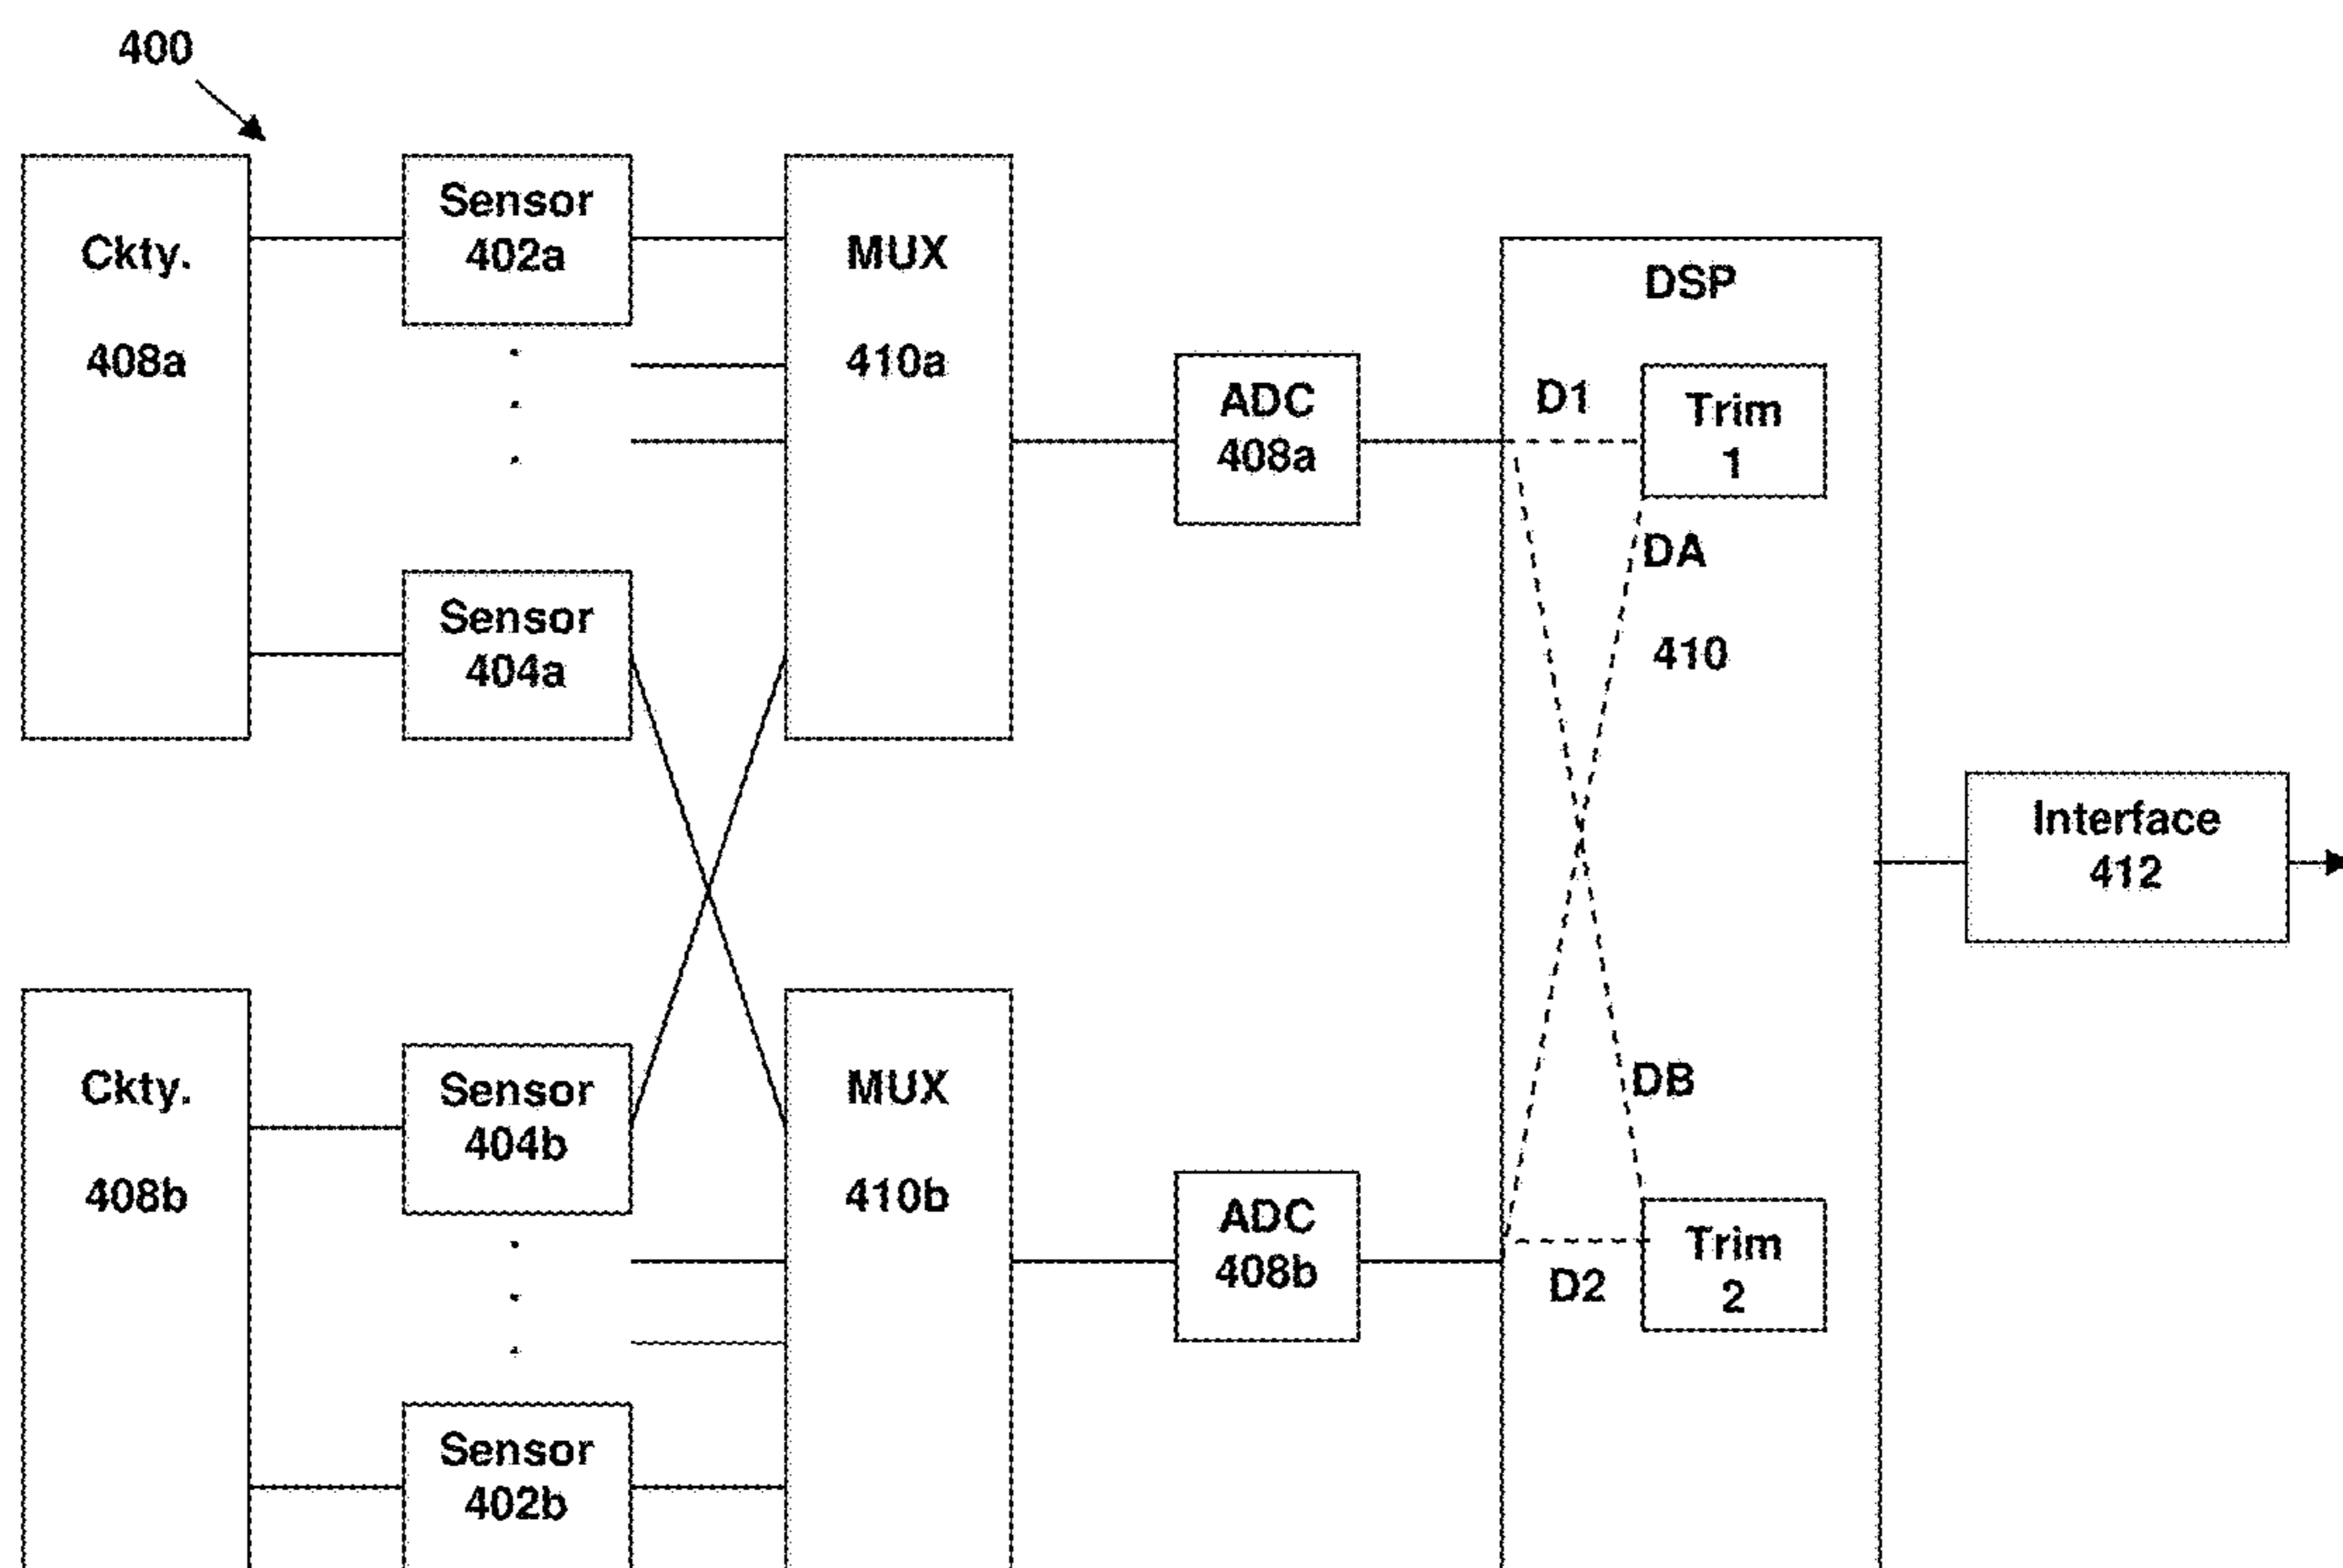 400
Ckty.
408a
Sensor
402a
MUX
410a
Sensor
404a
ADC
408a
DSP
D1
Trim
1
DA
410
Interface
412
Ckty.
408b
Sensor
404b
MUX
410b
Sensor
402b
ADC
408b
DB
D2
Trim
2